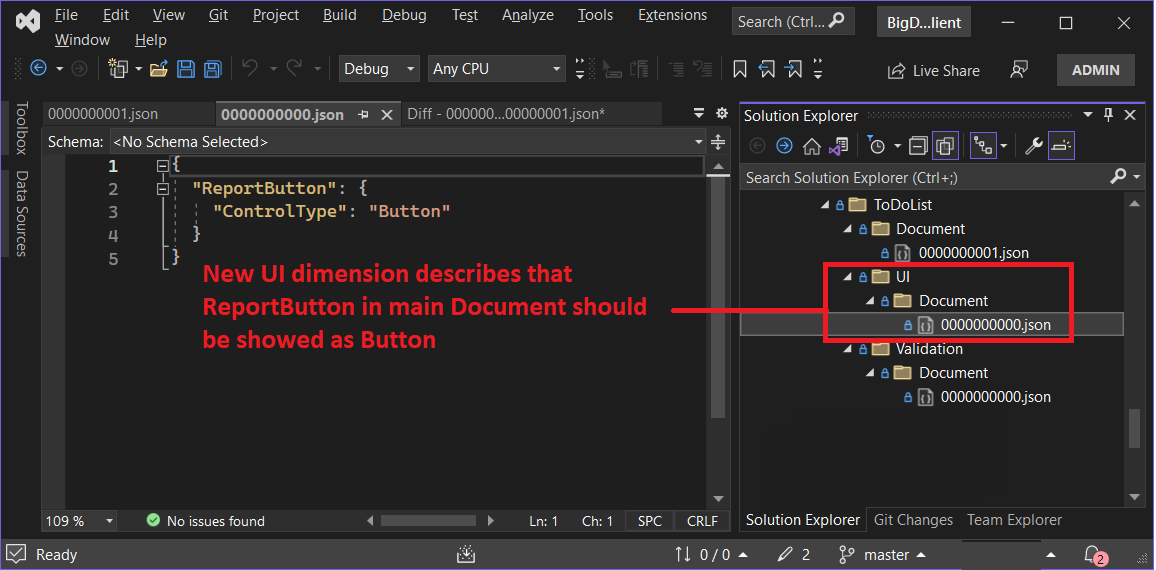 File Edit View Git Project Build Debug Test Analyze Tools Extensions Search (Ctrl... BigD...lient
Window Help
Debug Any CPU Live Share ADMIN
Toolbox
Data Sources
0000000001.json 0000000000.json Diff - 000000...00000001.json*
Schema: <No Schema Selected>
1 {
2 "ReportButton": {
3 "ControlType": "Button"
4 }
5 }
New UI dimension describes that
ReportButton in main Document should
be showed as Button
109 % No issues found Ln: 1 Ch: 1 SPC CRLF
Solution Explorer
Search Solution Explorer (Ctrl+;)
ToDoList
Document
0000000001.json
UI
Document
0000000000.json
Validation
Document
0000000000.json
Solution Explorer Git Changes Team Explorer
Ready 0 / 0 2 master 2